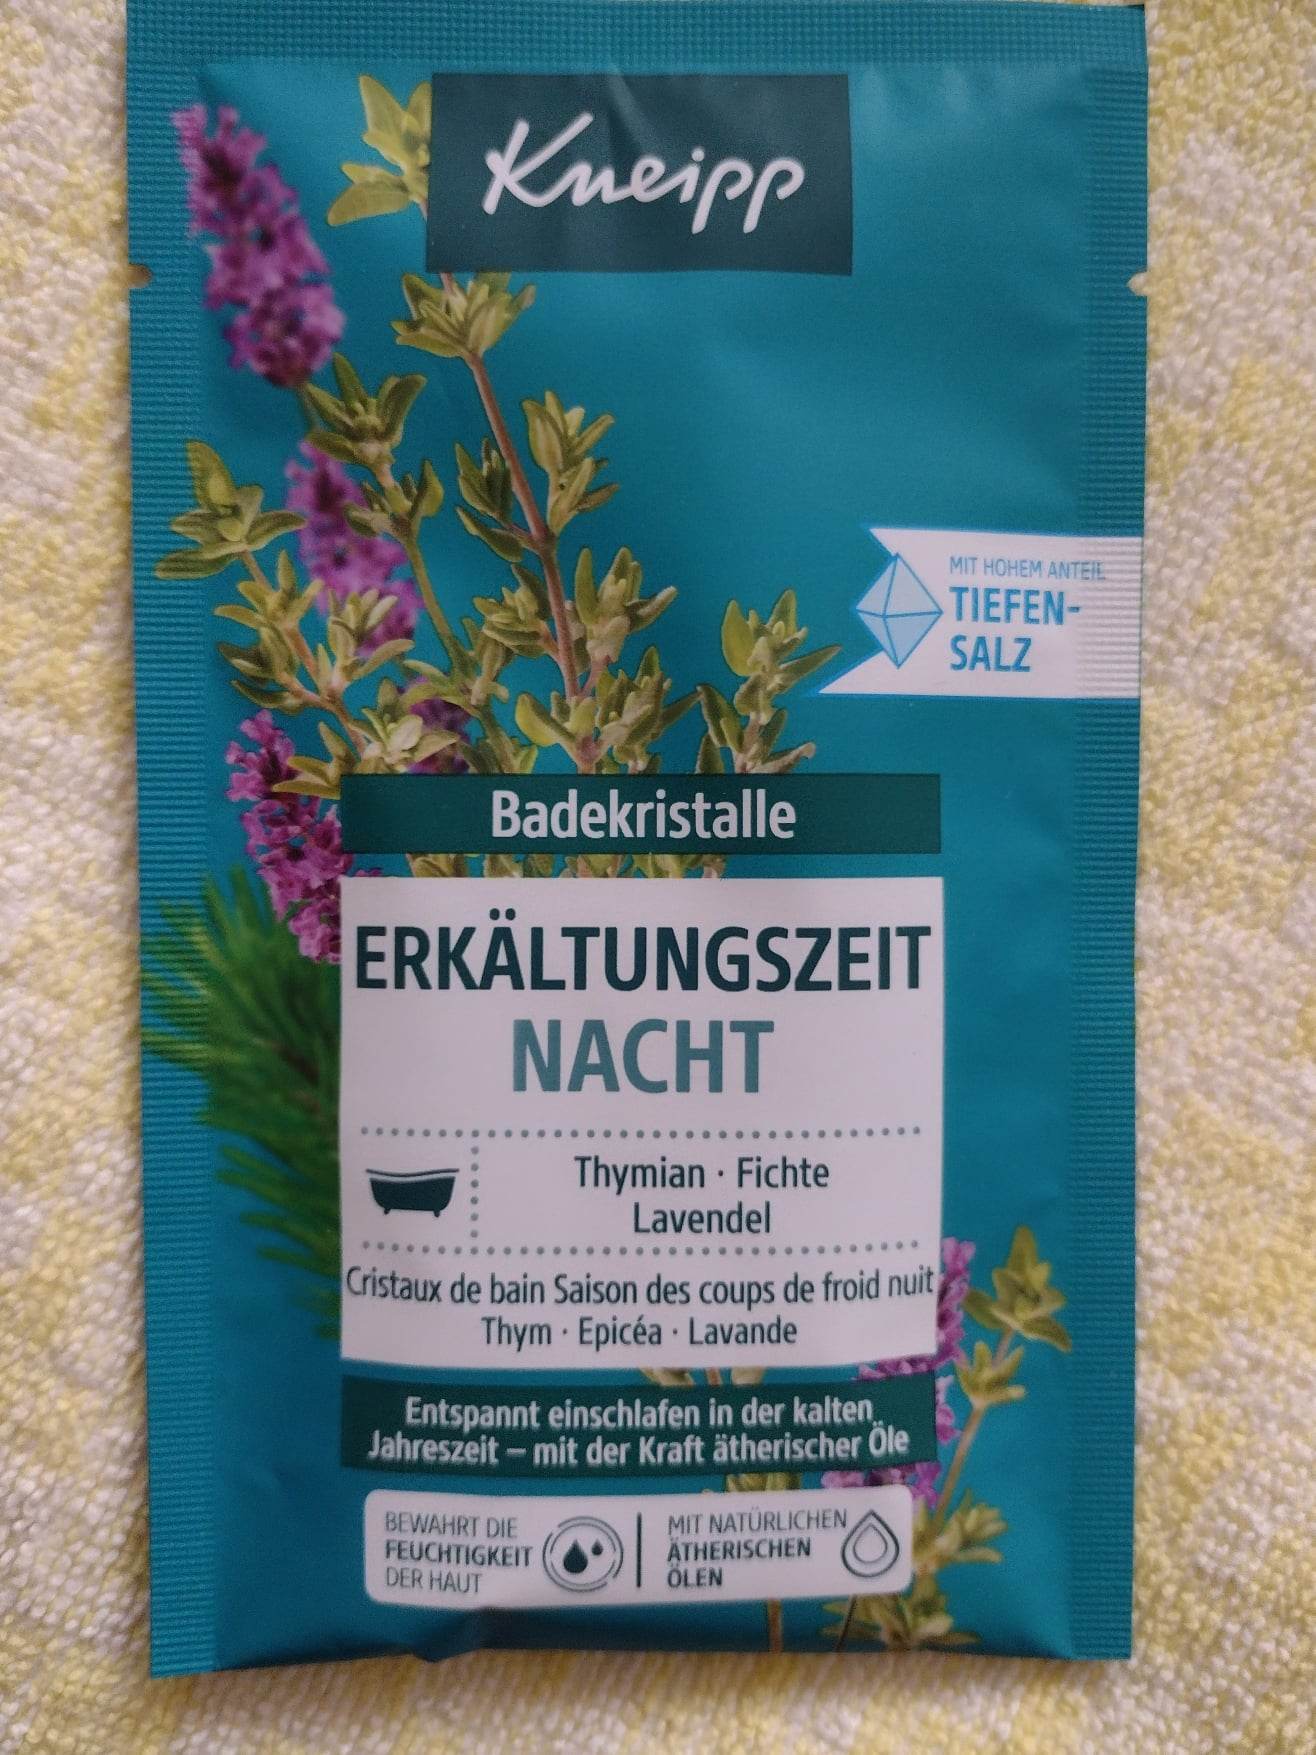 Kneipp
MIT HOHEM ANTEIL
TIEFEN-
SALZ
Badekristalle
ERKÄLTUNGSZEIT
NACHT
Thymian · Fichte
Lavendel
Cristaux de bain Saison des coups de froid nuit
Thym · Epicéa · Lavande
Entspannt einschlafen in der kalten
Jahreszeit – mit der Kraft ätherischer Öle
BEWAHRT DIE
FEUCHTIGKEIT
DER HAUT
MIT NATÜRLICHEN
ÄTHERISCHEN
ÖLEN